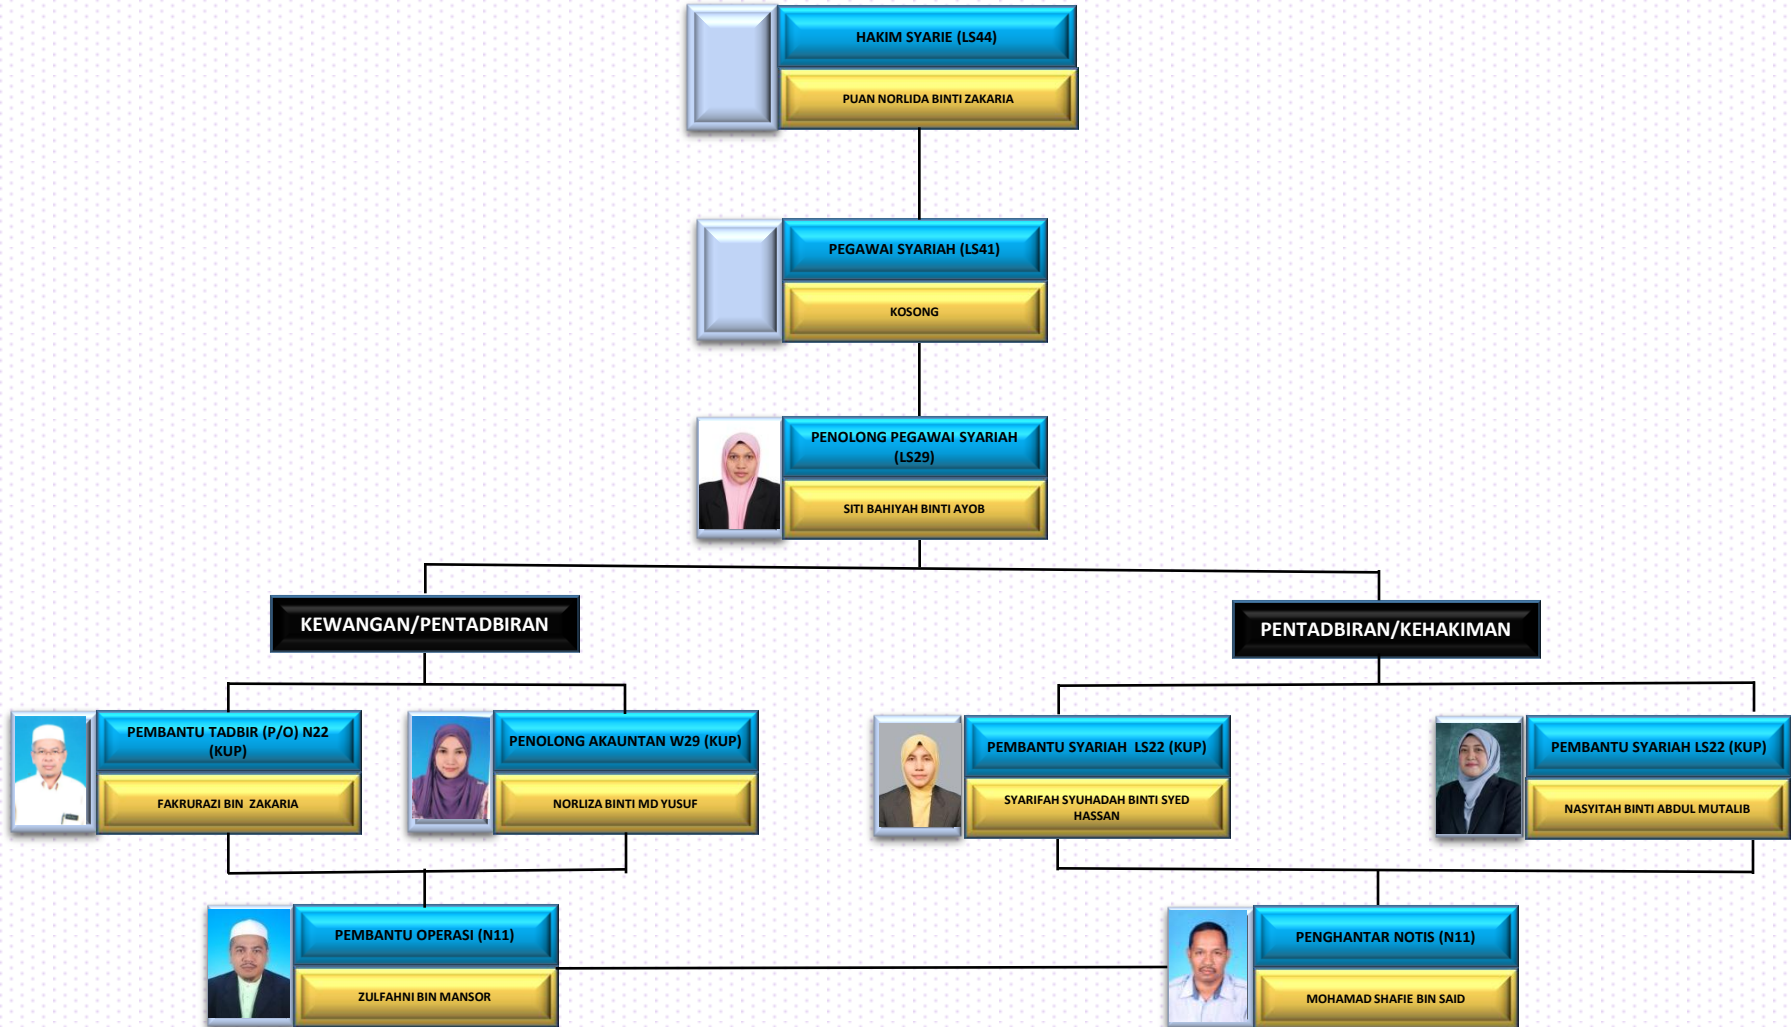 HAKIM SYARIE (LS44)
PUAN NORLIDA BINTI ZAKARIA
PEGAWAI SYARIAH (LS41)
KOSONG
PENOLONG PEGAWAI SYARIAH
(LS29)
SITI BAHIYAH BINTI AYOB
KEWANGAN/PENTADBIRAN
PENTADBIRAN/KEHAKIMAN
PEMBANTU TADBIR (P/O) N22
(KUP)
FAKRURAZI BIN ZAKARIA
PENOLONG AKAUNTAN W29 (KUP)
NORLIZA BINTI MD YUSUF
PEMBANTU SYARIAH LS22 (KUP)
SYARIFAH SYUHADAH BINTI SYED
HASSAN
PEMBANTU SYARIAH LS22 (KUP)
NASYITAH BINTI ABDUL MUTALIB
PEMBANTU OPERASI (N11)
ZULFAHNI BIN MANSOR
PENGHANTAR NOTIS (N11)
MOHAMAD SHAFIE BIN SAID